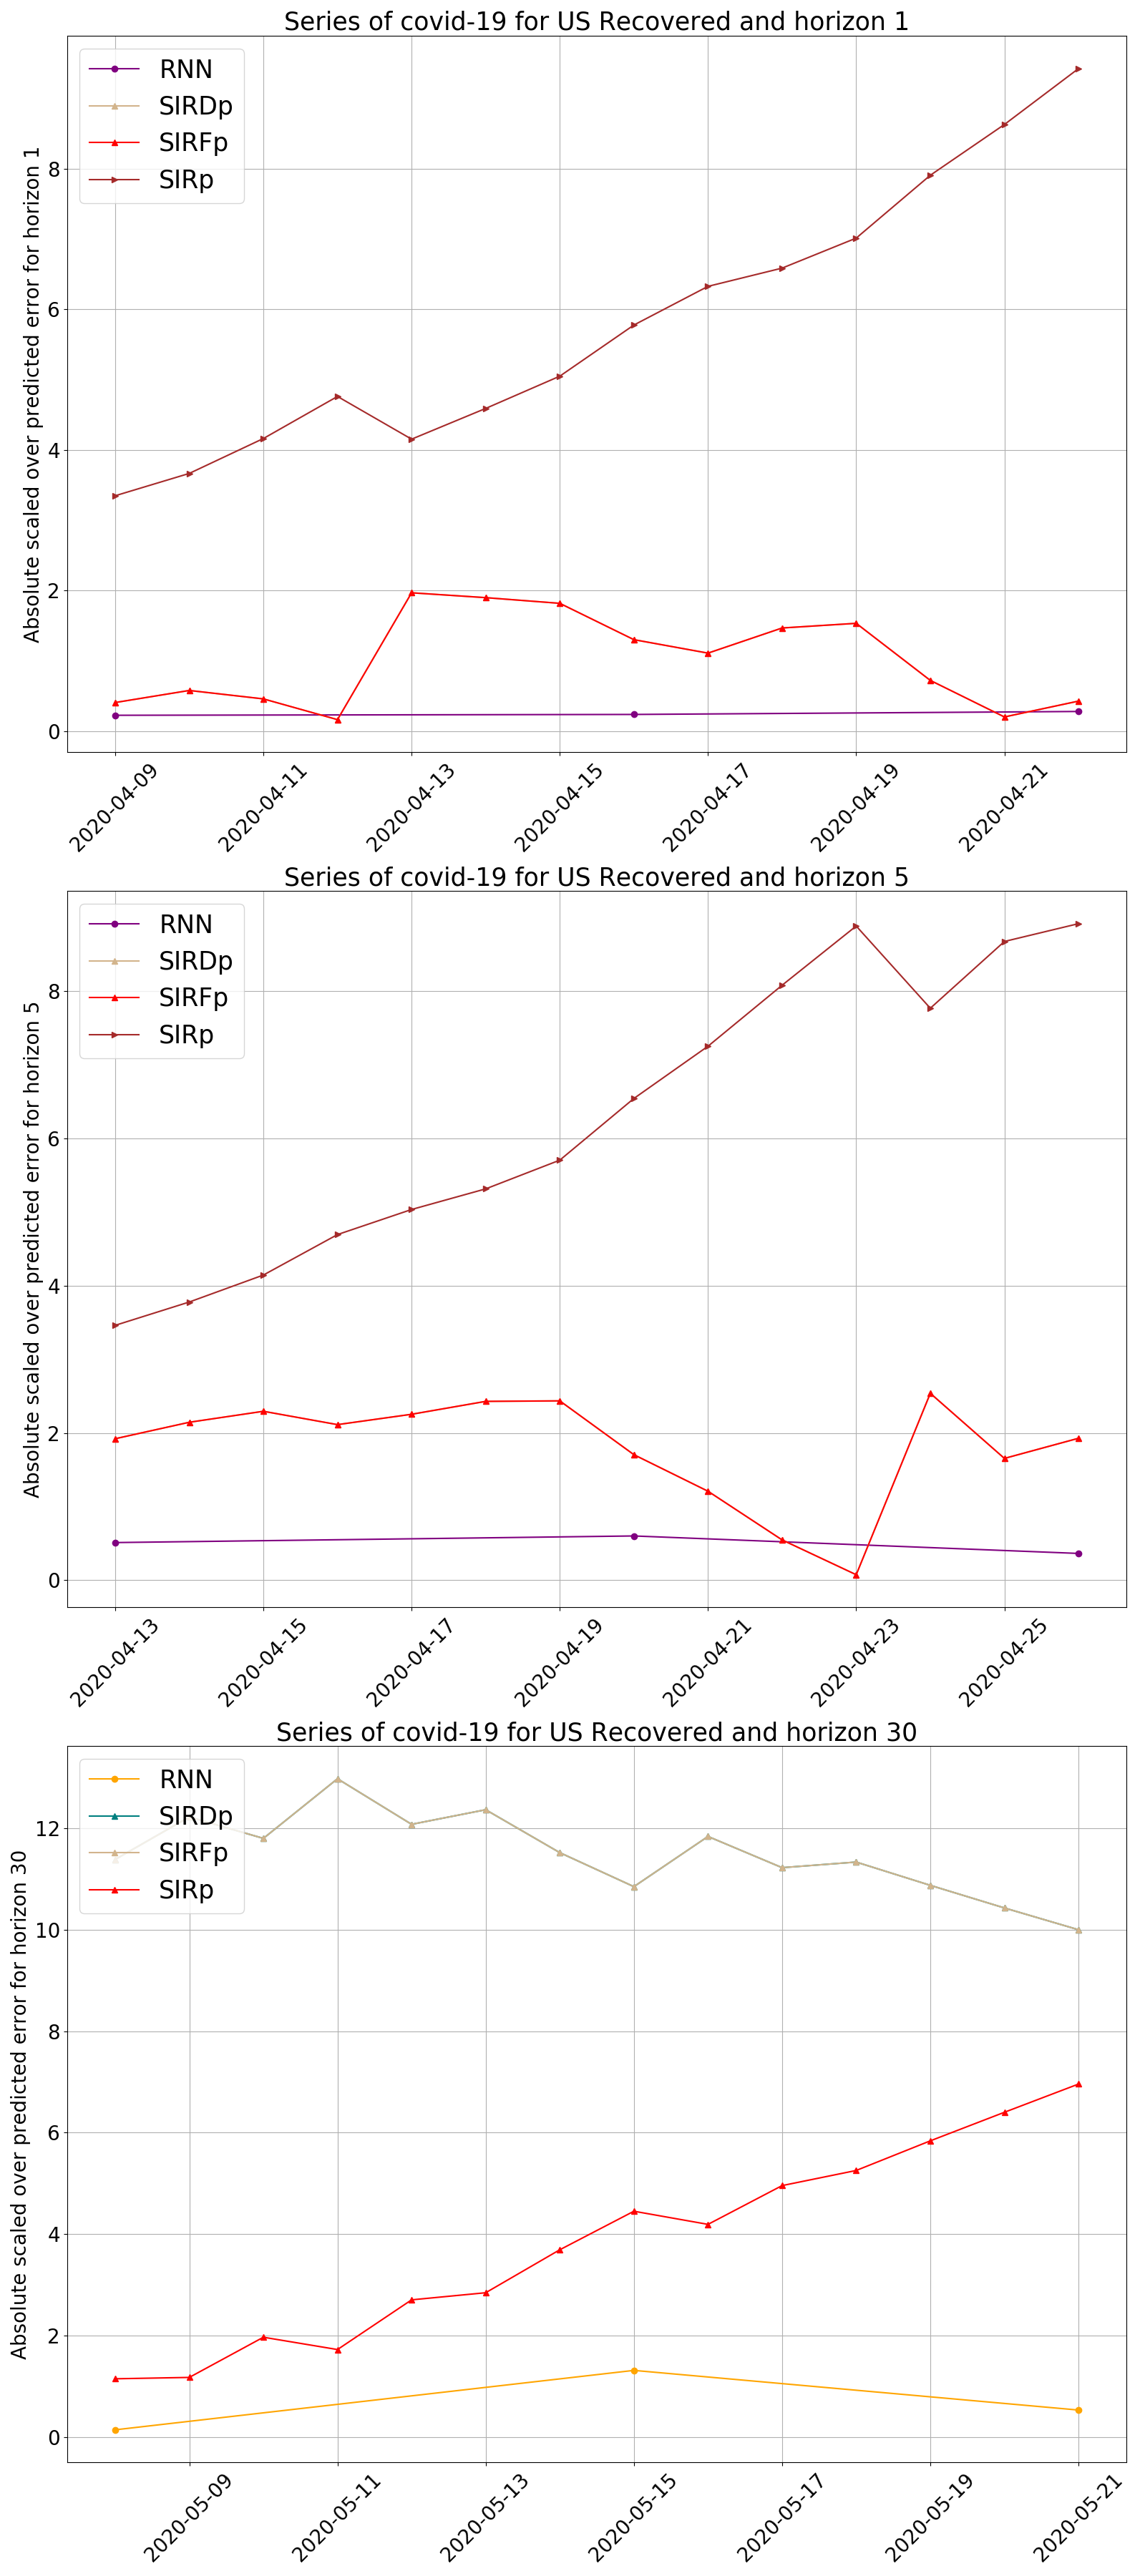 Series of covid-19 for US Recovered and horizon 1
RNN
SIRDp
SIRFp
SIRp
Absolute scaled over predicted error for horizon 1
8
6
4
2
0
2020-04-09
2020-04-11
2020-04-13
2020-04-15
2020-04-17
2020-04-19
2020-04-21
Series of covid-19 for US Recovered and horizon 5
RNN
SIRDp
SIRFp
SIRp
Absolute scaled over predicted error for horizon 5
8
6
4
2
0
2020-04-13
2020-04-15
2020-04-17
2020-04-19
2020-04-21
2020-04-23
2020-04-25
Series of covid-19 for US Recovered and horizon 30
RNN
SIRDp
SIRFp
SIRp
Absolute scaled over predicted error for horizon 30
12
10
8
6
4
2
0
2020-05-09
2020-05-11
2020-05-13
2020-05-15
2020-05-17
2020-05-19
2020-05-21